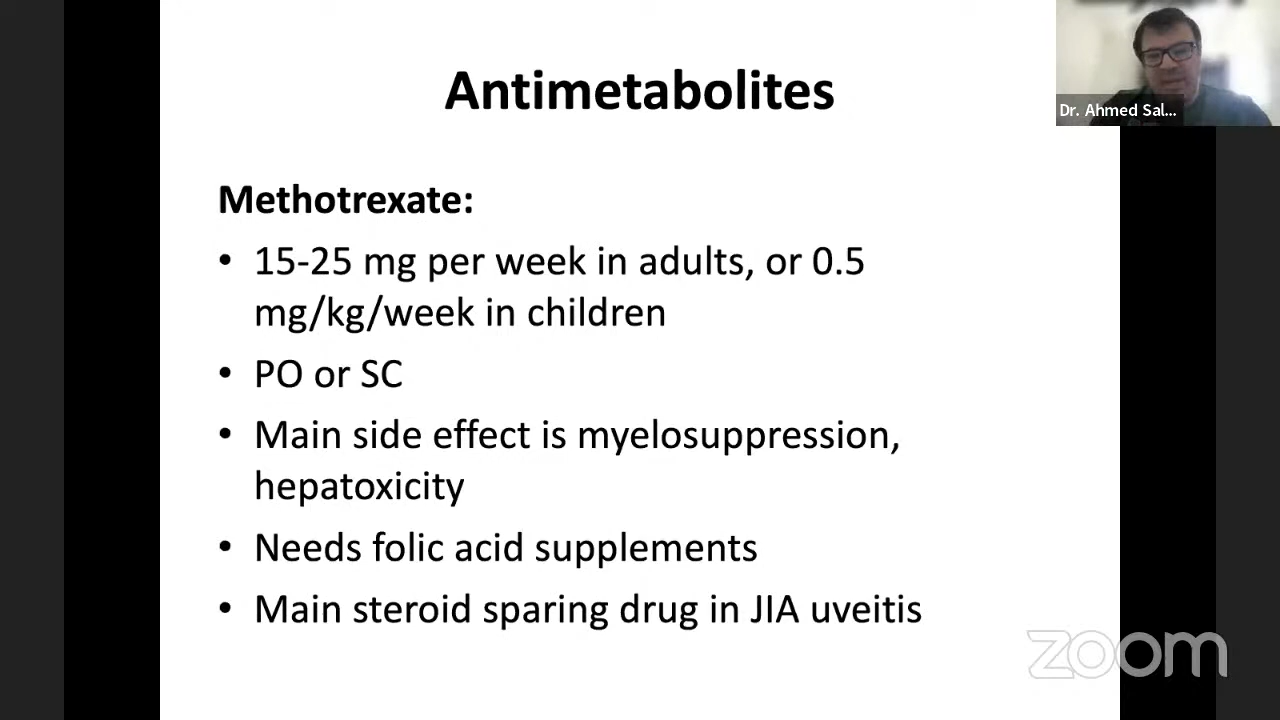 Antimetabolites
Dr. Ahmed Sal...
Methotrexate:
• 15-25 mg per week in adults, or 0.5
mg/kg/week in children
• PO or SC
• Main side effect is myelosuppression,
hepatoxicity
• Needs folic acid supplements
• Main steroid sparing drug in JIA uveitis
zoom